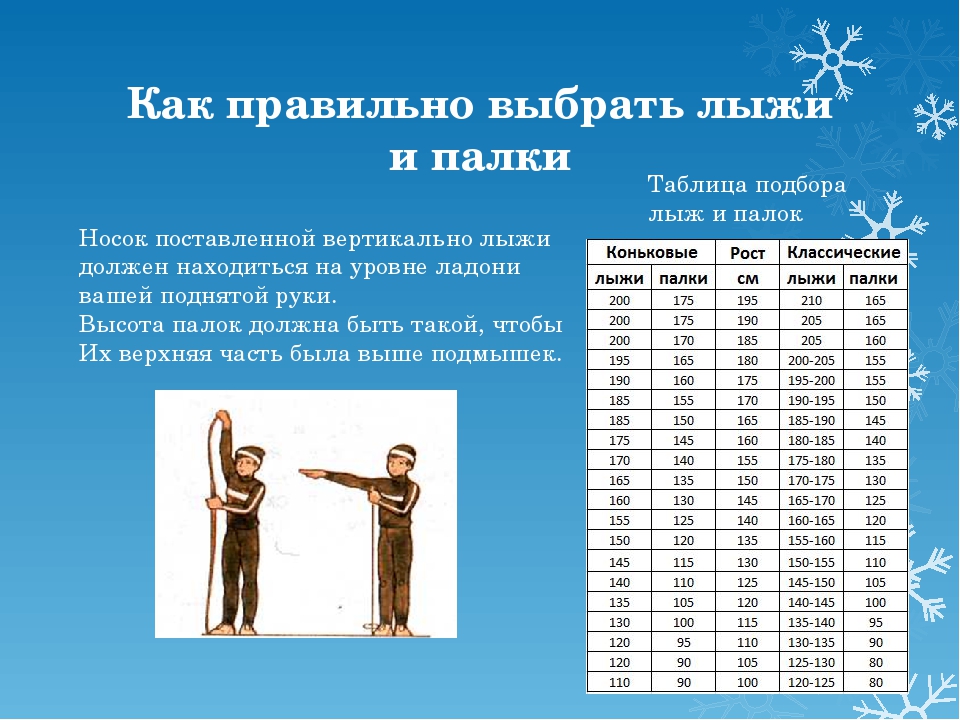 Как правильно выбрать лыжи
и палки
Таблица подбора
лыж и палок
Носок поставленной вертикально лыжи
должен находиться на уровне ладони
вашей поднятой руки.
Высота палок должна быть такой, чтобы
Их верхняя часть была выше подмышек.
Коньковые Рост Классические
лыжи палки см лыжи палки
200 175 195 210 165
200 175 190 205 165
200 170 185 205 160
195 165 180 200-205 155
190 160 175 195-200 155
185 155 170 190-195 150
185 150 165 185-190 145
175 145 160 180-185 140
170 140 155 175-180 135
165 135 150 170-175 130
160 130 145 165-170 125
155 125 140 160-165 120
150 120 135 155-160 115
145 115 130 150-155 110
140 110 125 145-150 105
135 105 120 140-145 100
130 100 115 135-140 95
120 95 110 130-135 90
120 90 105 125-130 80
110 90 100 120-125 80